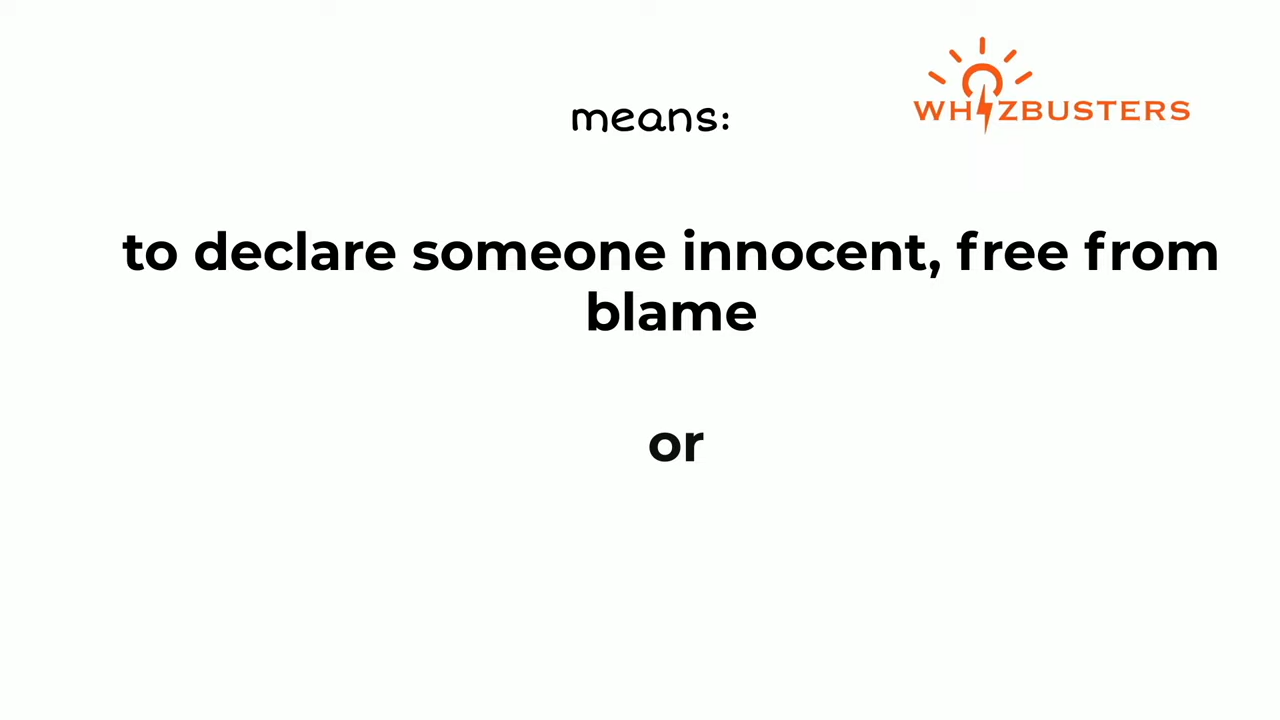 WHIZBUSTERS
means:
to declare someone innocent, free from
blame
or